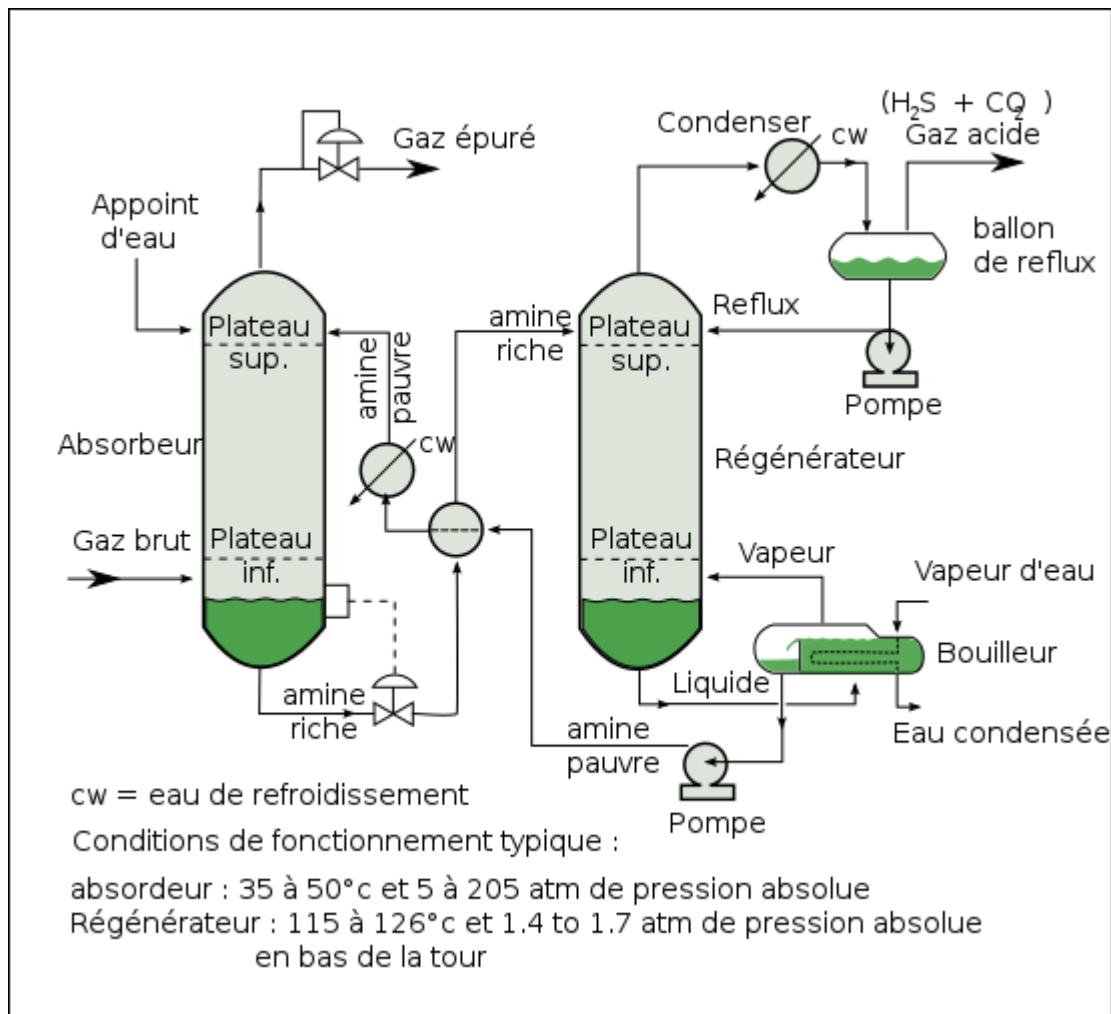 (H2S + CO2 )
Condenser
cw
Gaz acide
Gaz épuré
Appoint
d'eau
ballon
de reflux
Reflux
amine
riche
Plateau
sup.
amine
pauvre
Plateau
sup.
Pompe
Absorbeur
cw
Régénérateur
Gaz brut
Plateau
inf.
Plateau
inf.
Vapeur
Vapeur d'eau
Bouilleur
Liquide
amine
riche
amine
pauvre
Eau condensée
Pompe
cw = eau de refroidissement
Conditions de fonctionnement typique :
absordeur : 35 à 50°c et 5 à 205 atm de pression absolue
Régénérateur : 115 à 126°c et 1.4 to 1.7 atm de pression absolue
en bas de la tour